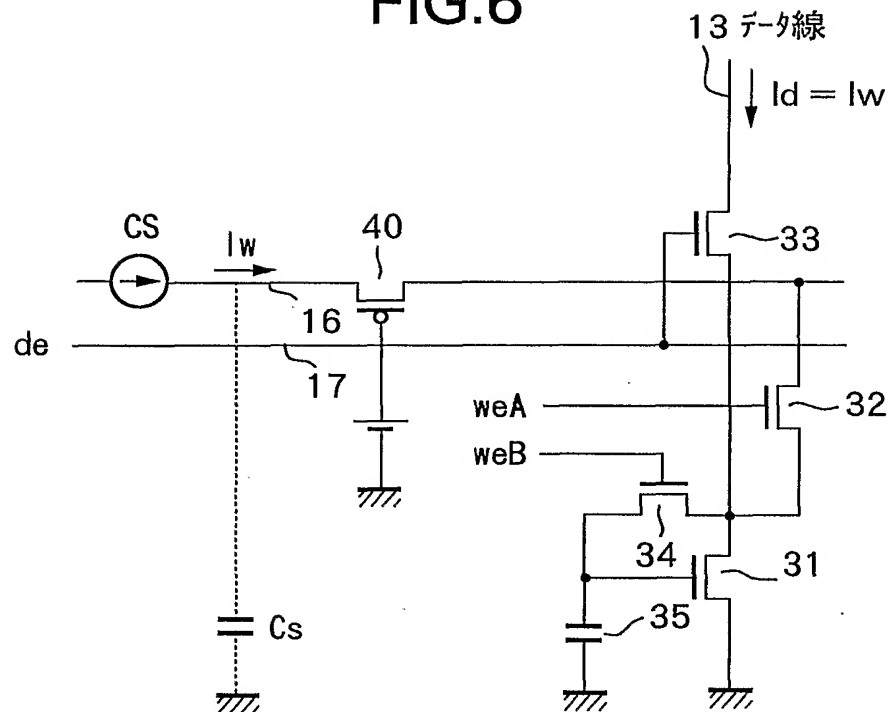 FIG.6
13 データ線
Id = Iw
CS
Iw
40
33
16
de
17
weA
32
weB
34
31
35
Cs